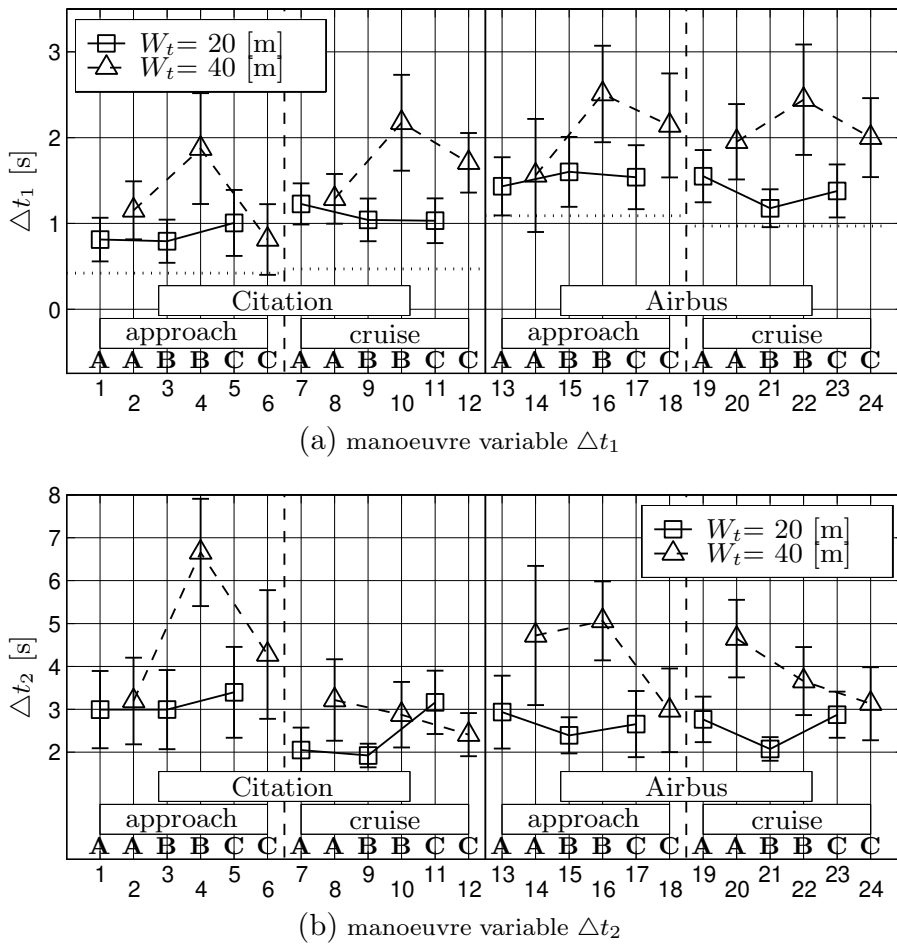 3
2
1
0
△t₁ [s]
W_t= 20 [m]
W_t= 40 [m]
Citation
Airbus
approach
cruise
approach
cruise
A A B B C C A A B B C C A A B B C C A A B B C C
1 3 5 7 9 11 13 15 17 19 21 23
2 4 6 8 10 12 14 16 18 20 22 24
(a) manoeuvre variable △t₁
8
7
6
5
4
3
2
△t₂ [s]
W_t= 20 [m]
W_t= 40 [m]
Citation
Airbus
approach
cruise
approach
cruise
A A B B C C A A B B C C A A B B C C A A B B C C
1 3 5 7 9 11 13 15 17 19 21 23
2 4 6 8 10 12 14 16 18 20 22 24
(b) manoeuvre variable △t₂